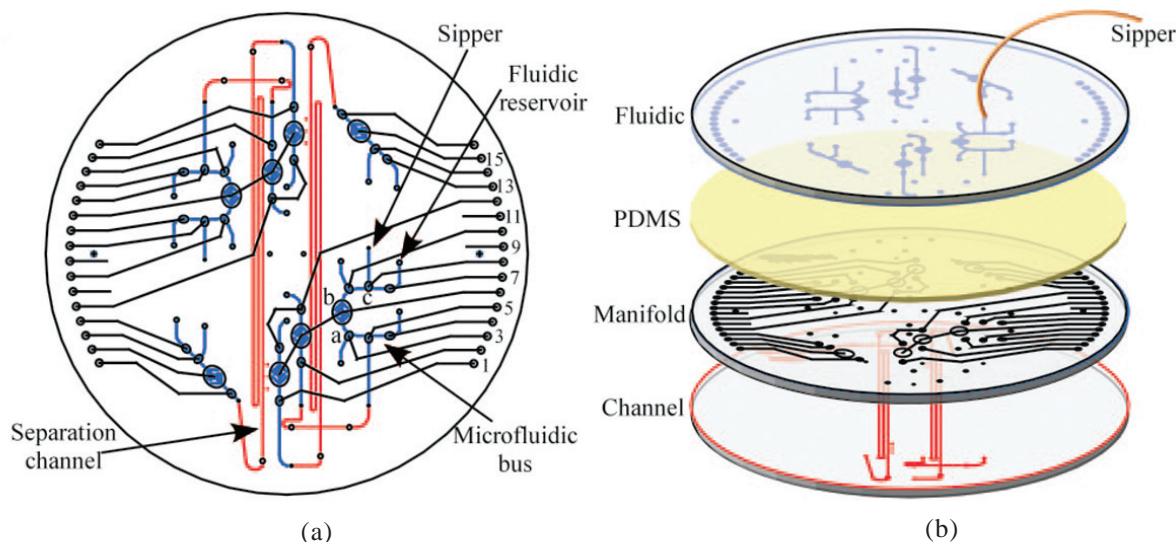 Sipper
Fluidic
reservoir
15
13
11
9
7
5
3
1
b
c
a
Separation
channel
Microfluidic
bus
(a)
Sipper
Fluidic
PDMS
Manifold
Channel
(b)